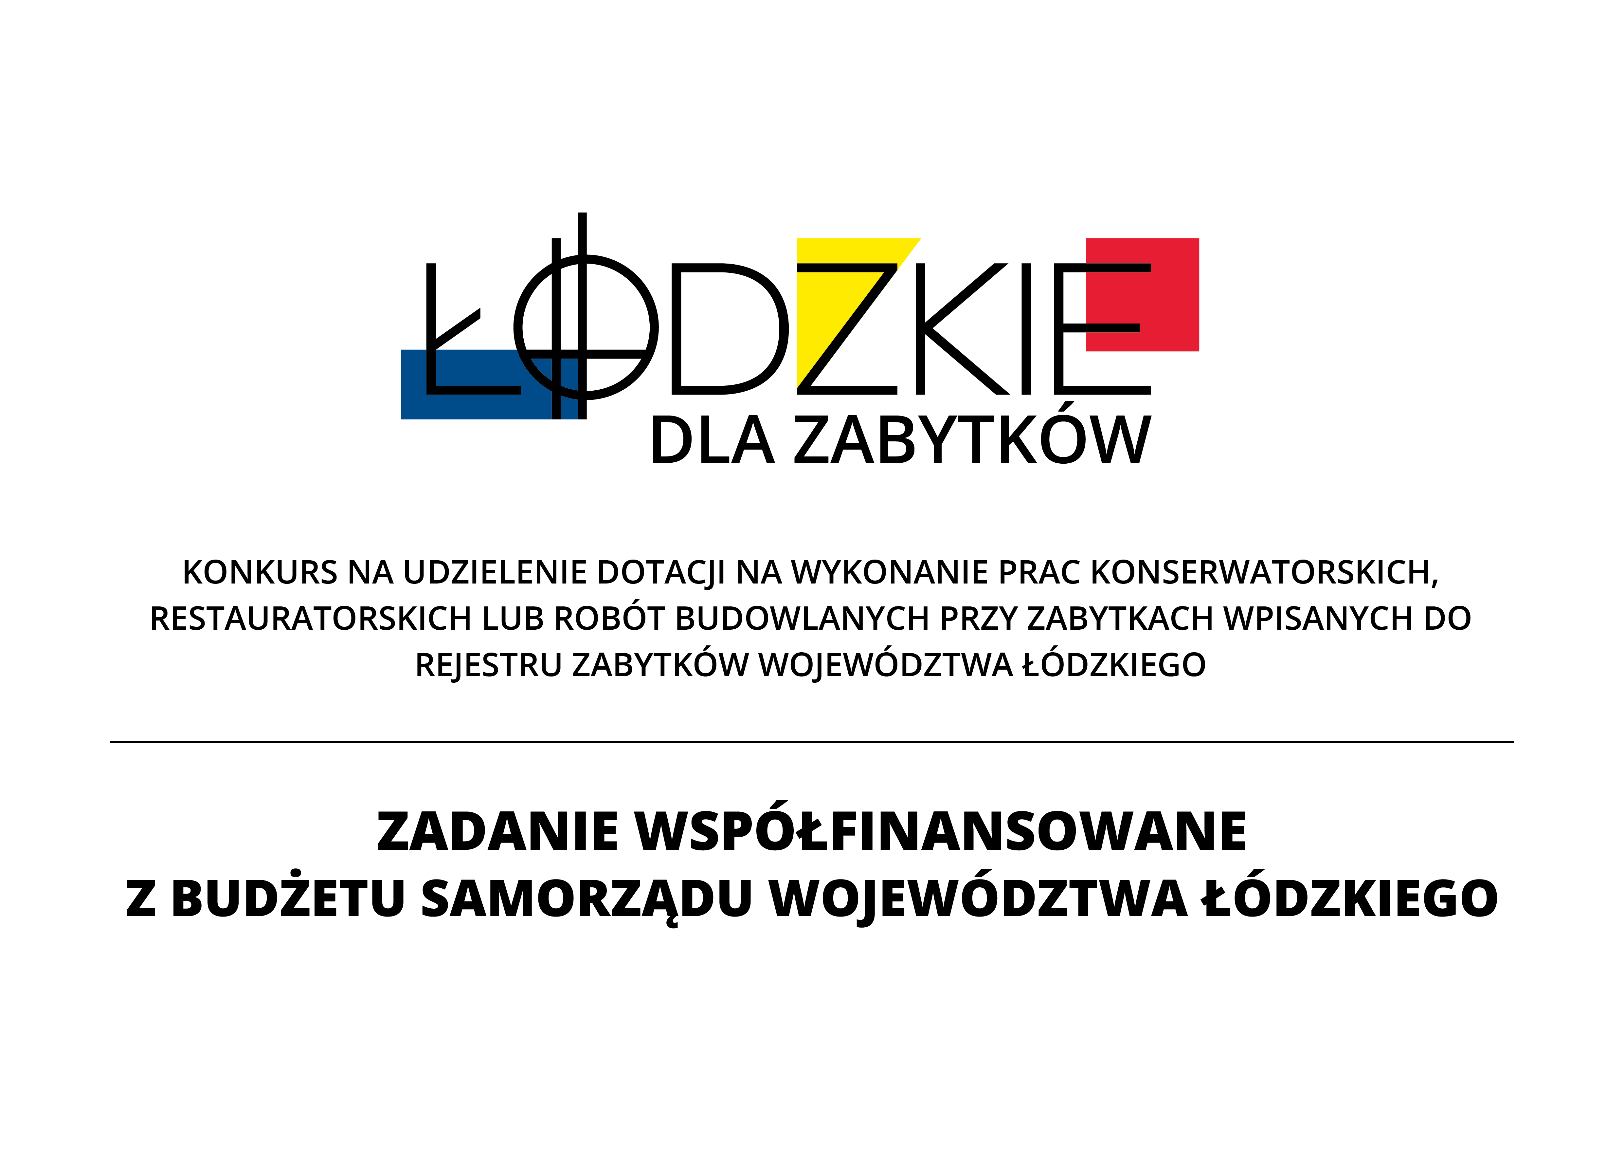 ŁÓDZKIE
DLA ZABYTKÓW
KONKURS NA UDZIELENIE DOTACJI NA WYKONANIE PRAC KONSERWATORSKICH,
RESTAURATORSKICH LUB ROBÓT BUDOWLANYCH PRZY ZABYTKACH WPISANYCH DO
REJESTRU ZABYTKÓW WOJEWÓDZTWA ŁÓDZKIEGO
ZADANIE WSPÓŁFINANSOWANE
Z BUDŻETU SAMORZĄDU WOJEWÓDZTWA ŁÓDZKIEGO